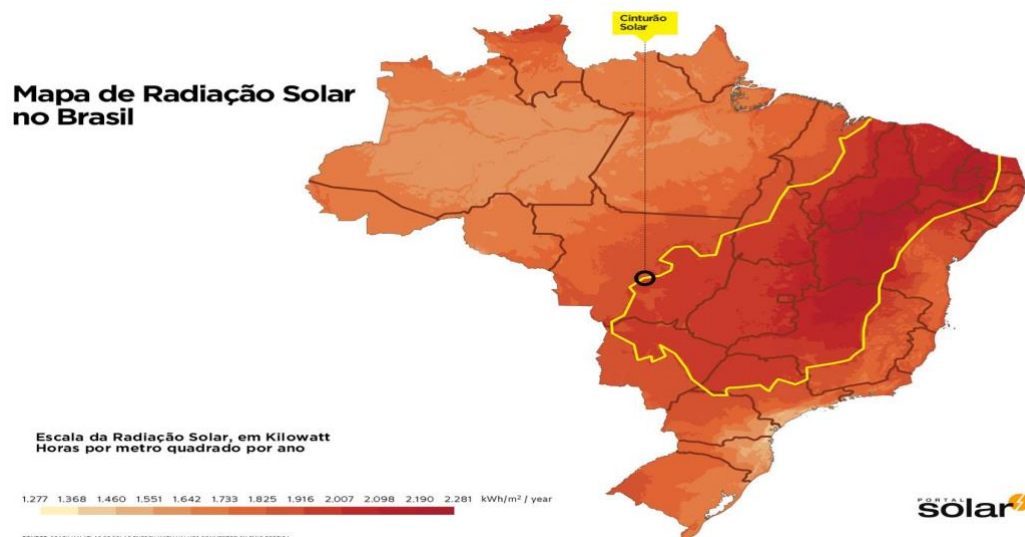 Cinturão
Solar
Mapa de Radiação Solar
no Brasil
Escala da Radiação Solar, em Kilowatt
Horas por metro quadrado por ano
1.277 1.368 1.460 1.551 1.642 1.733 1.825 1.916 2.007 2.098 2.190 2.281 kWh/m² / year
PORTAL
solar